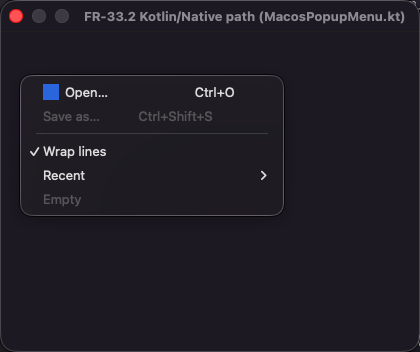 FR-33.2 Kotlin/Native path (MacosPopupMenu.kt)
Open... Ctrl+O
Save as... Ctrl+Shift+S
Wrap lines
Recent
Empty